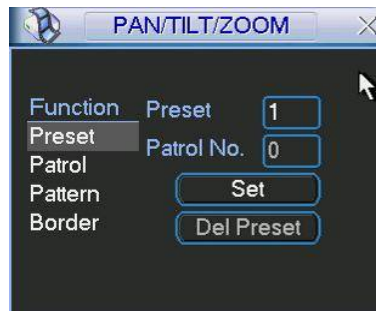 PAN/TILT/ZOOM
Function
Preset
Patrol
Pattern
Border
Preset 1
Patrol No. 0
Set
Del Preset